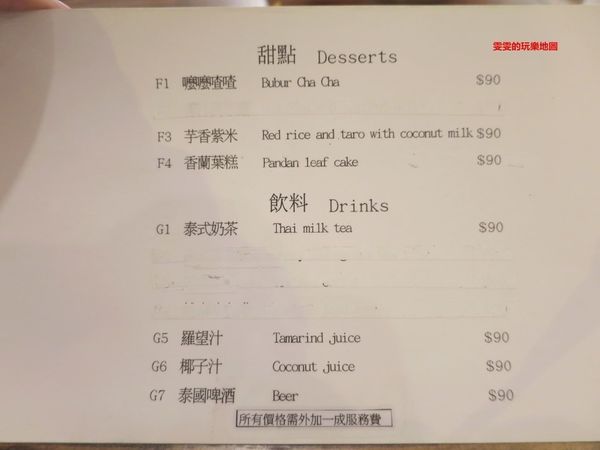 雯雯的玩樂地圖
甜點 Desserts
F1 嚤嚤喳喳 Bubur Cha Cha $90
F3 芋香紫米 Red rice and taro with coconut milk $90
F4 香蘭葉糕 Pandan leaf cake $90
飲料 Drinks
G1 泰式奶茶 Thai milk tea $90
G5 羅望汁 Tamarind juice $90
G6 椰子汁 Coconut juice $90
G7 泰國啤酒 Beer $90
所有價格需外加一成服務費